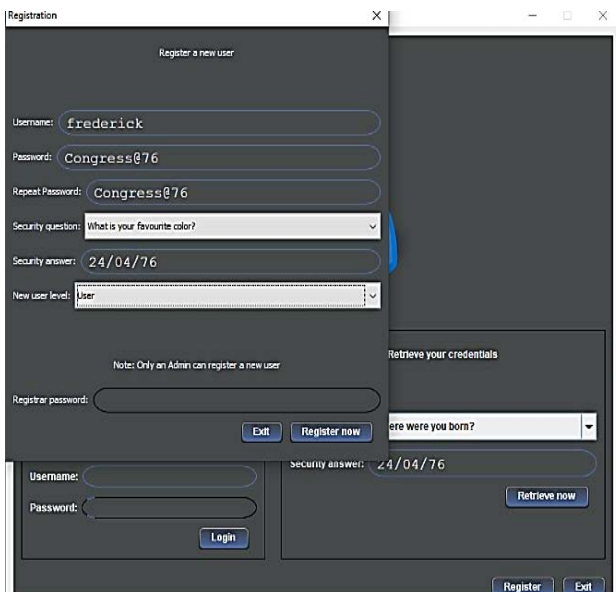 Registration
Register a new user
Username: frederick
Password: Congress@76
Repeat Password: Congress@76
Security question: What is your favourite color?
Security answer: 24/04/76
New user level: User
Note: Only an Admin can register a new user
Registrar password:
Exit Register now
Retrieve your credentials
ere were you born?
Security answer: 24/04/76
Retrieve now
Username:
Password:
Login
Register Exit